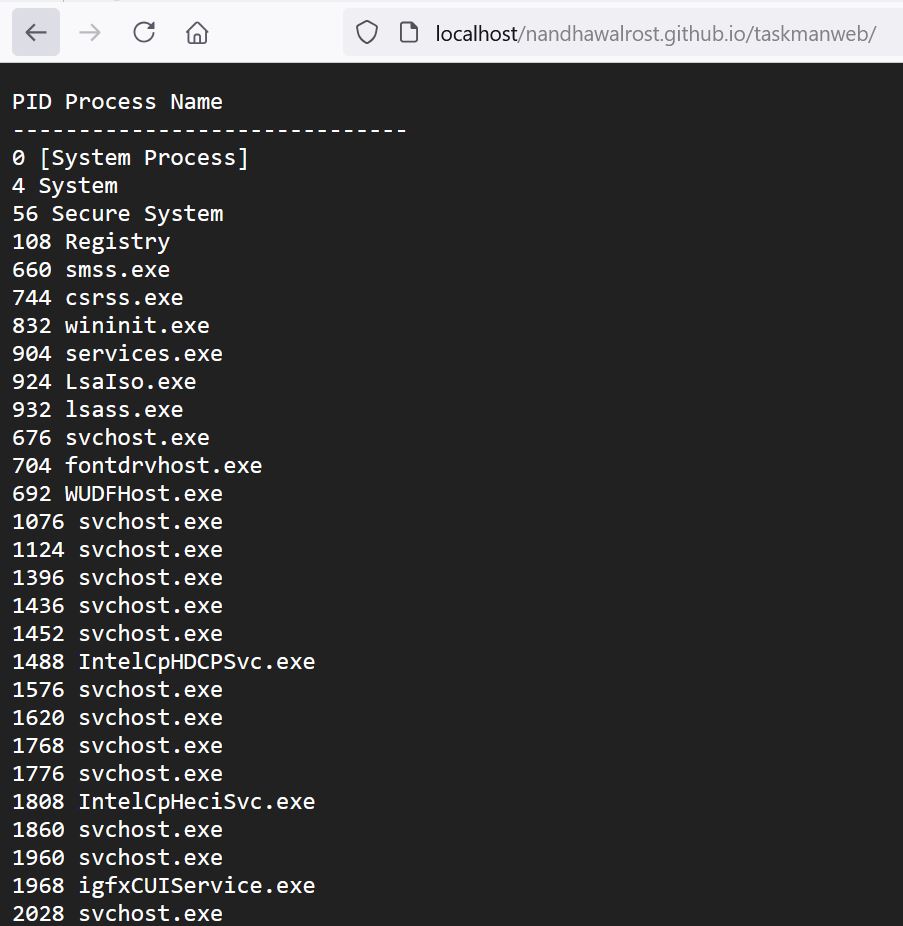 localhost/nandhawalrost.github.io/taskmanweb/
PID Process Name
------------------------------
0 [System Process]
4 System
56 Secure System
108 Registry
660 smss.exe
744 csrss.exe
832 wininit.exe
904 services.exe
924 LsaIso.exe
932 lsass.exe
676 svchost.exe
704 fontdrvhost.exe
692 WUDFHost.exe
1076 svchost.exe
1124 svchost.exe
1396 svchost.exe
1436 svchost.exe
1452 svchost.exe
1488 IntelCpHDCPSvc.exe
1576 svchost.exe
1620 svchost.exe
1768 svchost.exe
1776 svchost.exe
1808 IntelCpHeciSvc.exe
1860 svchost.exe
1960 svchost.exe
1968 igfxCUIService.exe
2028 svchost.exe